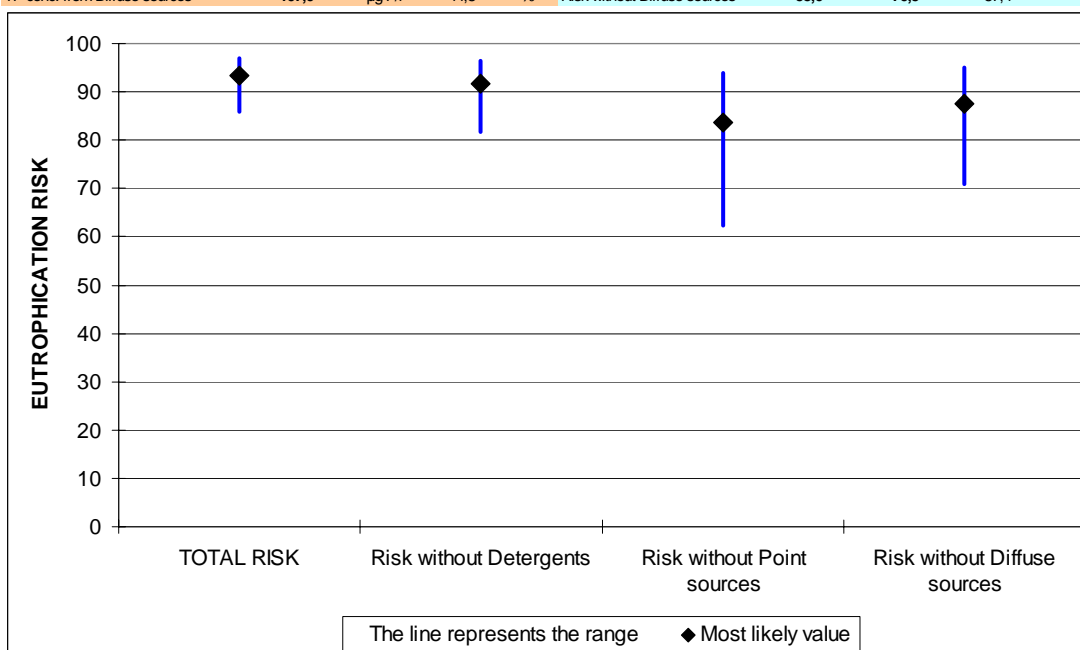 100
90
80
70
60
50
40
30
20
10
0
EUTROPHICATION RISK
TOTAL RISK
Risk without Detergents
Risk without Point
sources
Risk without Diffuse
sources
The line represents the range
Most likely value